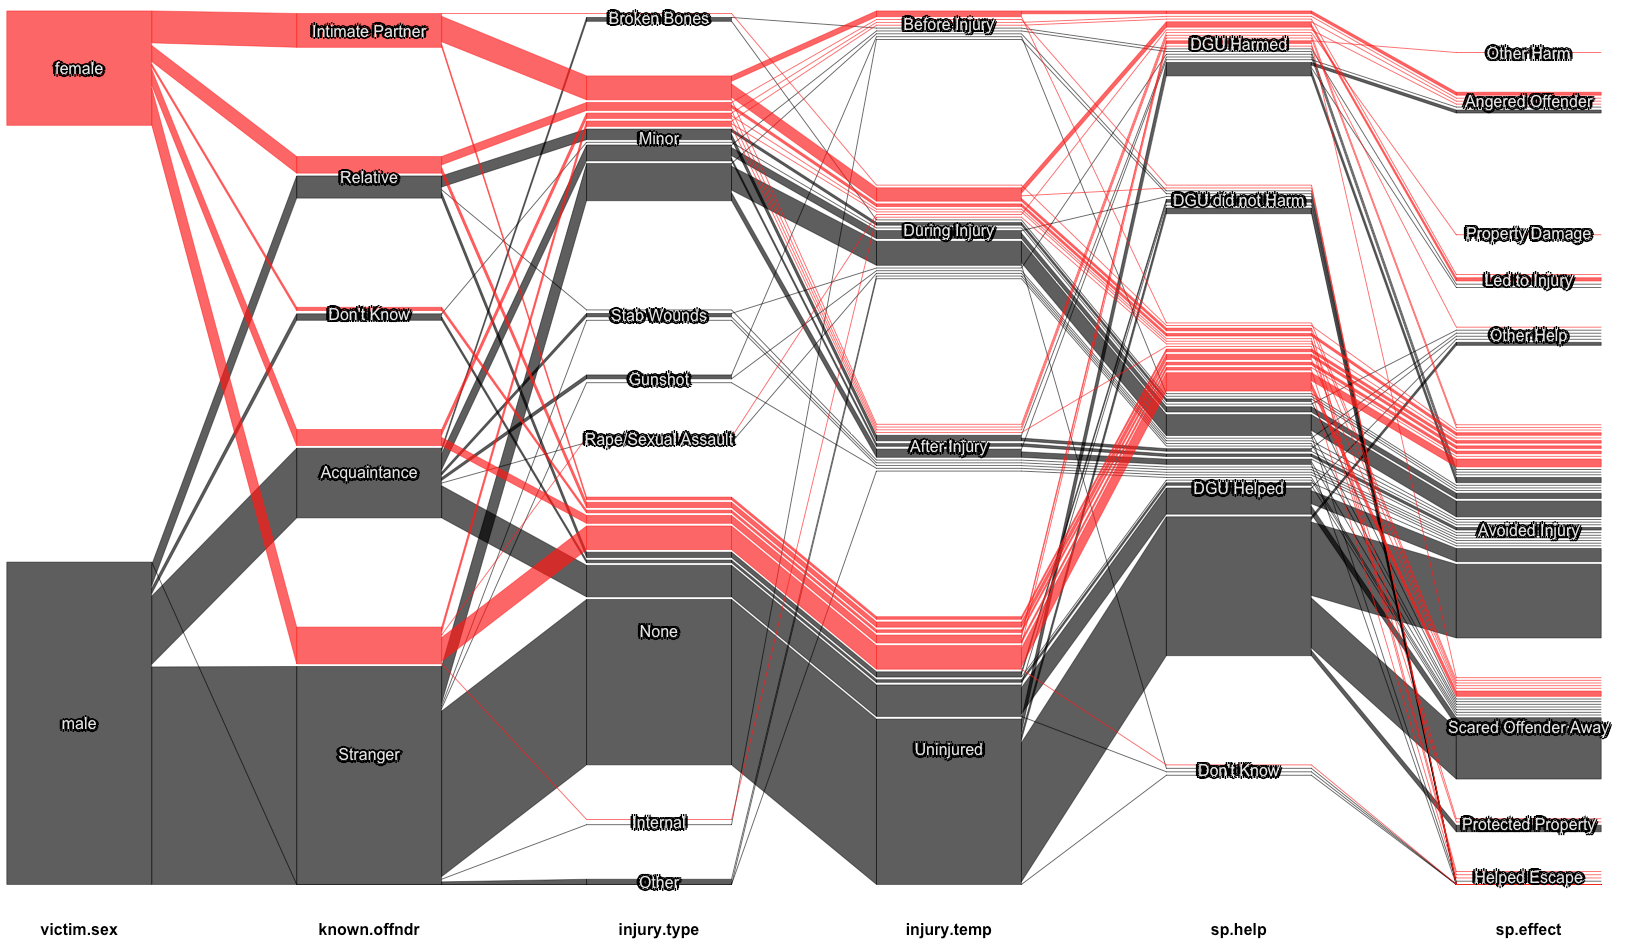 female
male
Intimate Partner
Relative
Don't Know
Acquaintance
Stranger
Broken Bones
Minor
Stab Wounds
Gunshot
Rape/Sexual Assault
None
Internal
Other
Before Injury
During Injury
After Injury
Uninjured
DGU Harmed
DGU did not Harm
DGU Helped
Don't Know
Other Harm
Angered Offender
Property Damage
Led to Injury
Other Help
Avoided Injury
Scared Offender Away
Protected Property
Helped Escape
victim.sex known.offndr injury.type injury.temp sp.help sp.effect